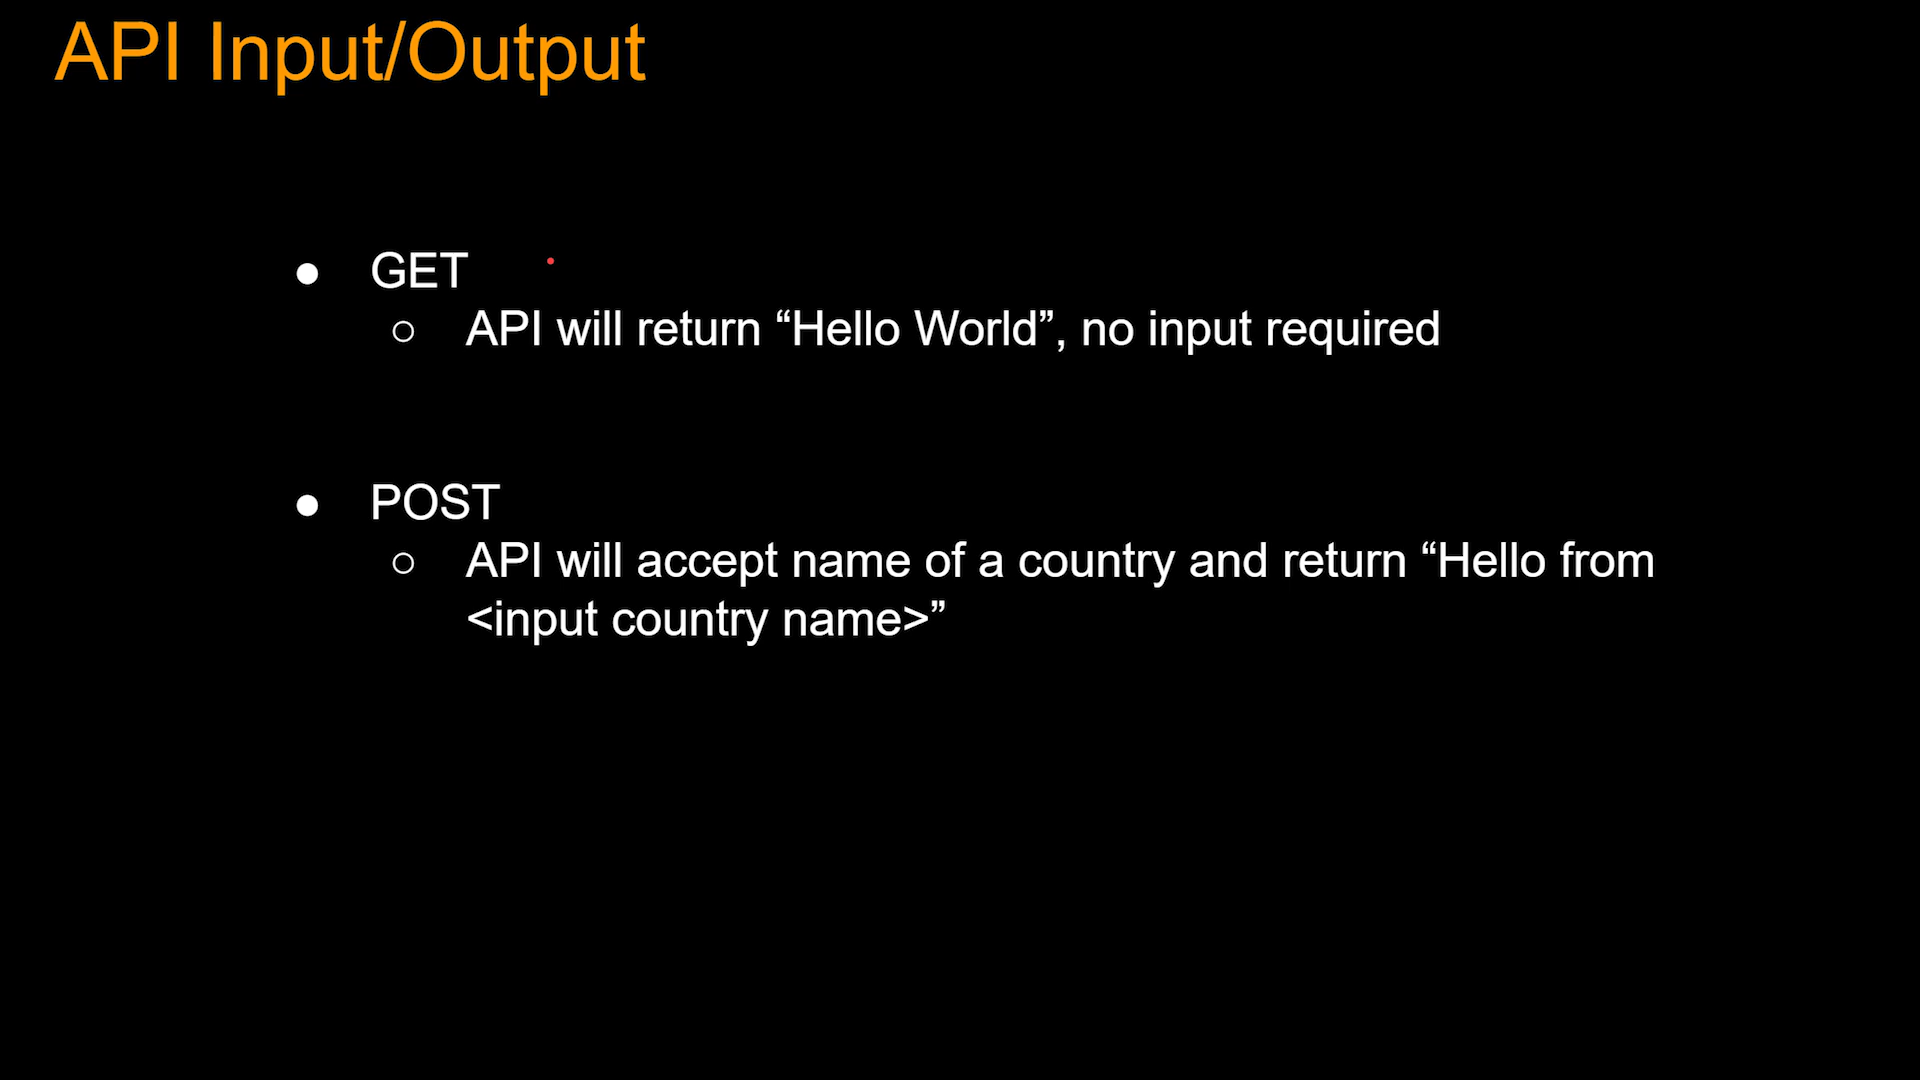 API Input/Output
● GET
○ API will return “Hello World”, no input required
● POST
○ API will accept name of a country and return “Hello from
<input country name>”